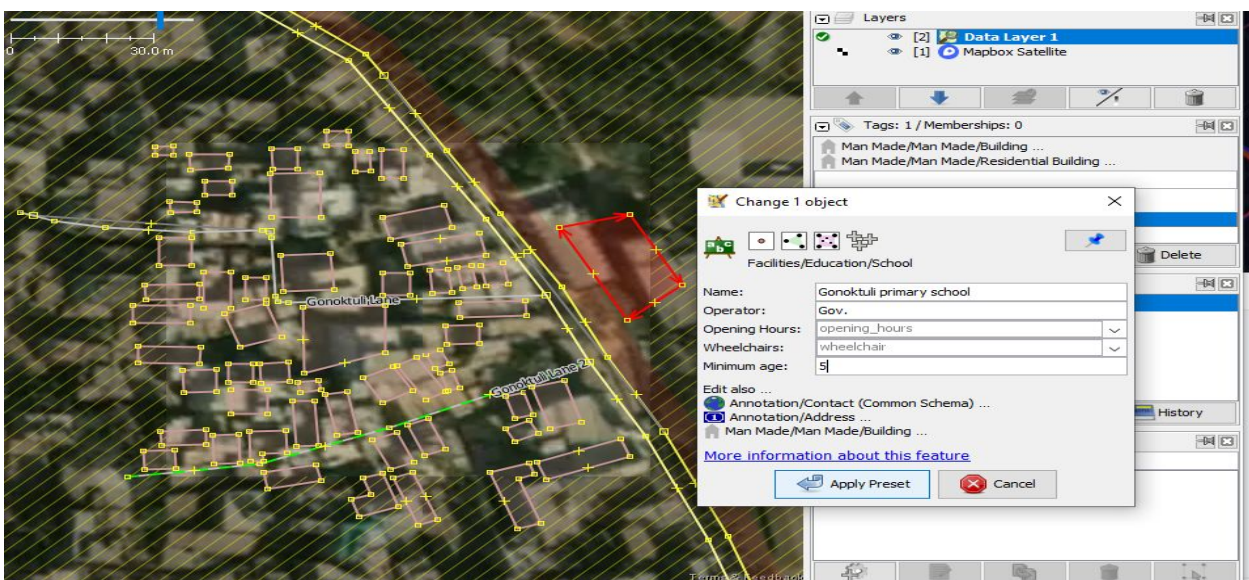 0
30.0 m
Gonoktuli Lane
Gonoktuli Lane 2
Terms & Feedback
Layers
[2] Data Layer 1
[1] Mapbox Satellite
Tags: 1 / Memberships: 0
Man Made/Man Made/Building ...
Man Made/Man Made/Residential Building ...
Delete
History
Change 1 object
a b c
Facilities/Education/School
Name: Gonoktuli primary school
Operator: Gov.
Opening Hours: opening_hours
Wheelchairs: wheelchair
Minimum age: 5
Edit also ...
Annotation/Contact (Common Schema) ...
Annotation/Address ...
Man Made/Man Made/Building ...
More information about this feature
Apply Preset
Cancel